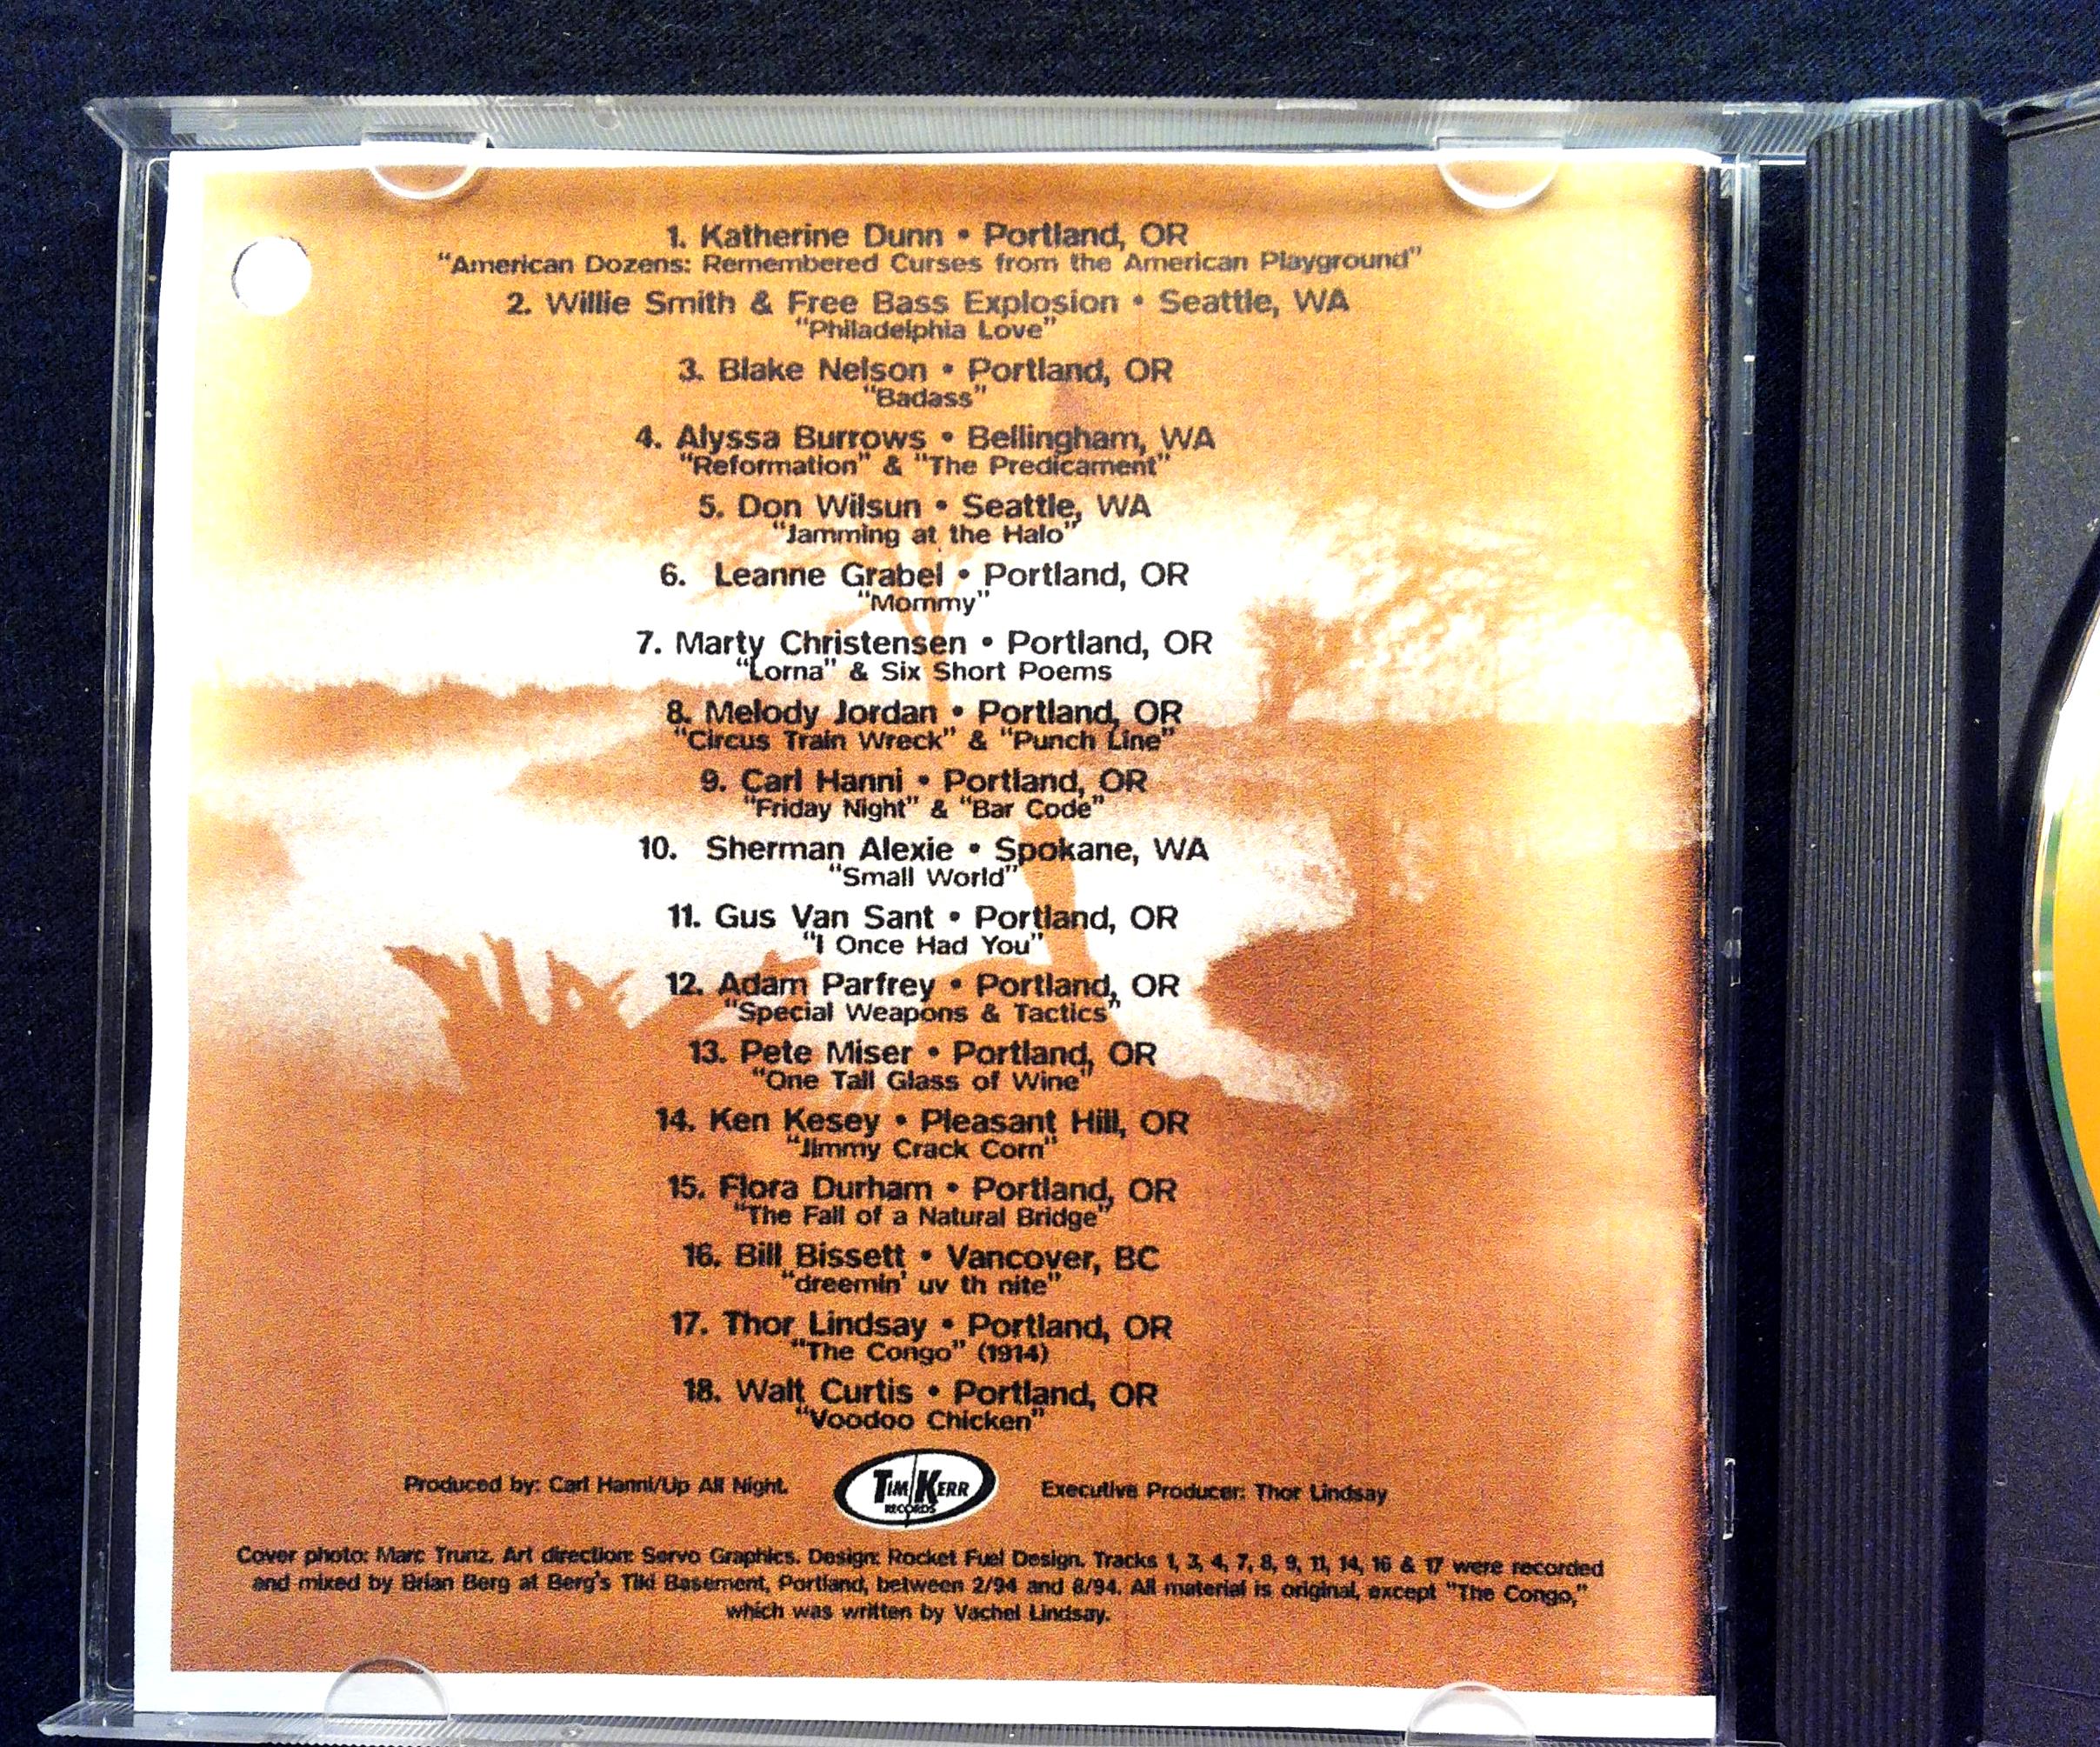 1. Katherine Dunn • Portland, OR
“American Dozens: Remembered Curses from the American Playground”
2. Willie Smith & Free Bass Explosion • Seattle, WA
“Philadelphia Love”
3. Blake Nelson • Portland, OR
“Badass”
4. Alyssa Burrows • Bellingham, WA
“Reformation” & “The Predicament”
5. Don Wilsun • Seattle, WA
“Jamming at the Halo”
6. Leanne Grabel • Portland, OR
“Mommy”
7. Marty Christensen • Portland, OR
“Lorna” & Six Short Poems
8. Melody Jordan • Portland, OR
“Circus Train Wreck” & “Punch Line”
9. Carl Hanni • Portland, OR
“Friday Night” & “Bar Code”
10. Sherman Alexie • Spokane, WA
“Small World”
11. Gus Van Sant • Portland, OR
“I Once Had You”
12. Adam Parfrey • Portland, OR
“Special Weapons & Tactics”
13. Pete Miser • Portland, OR
“One Tall Glass of Wine”
14. Ken Kesey • Pleasant Hill, OR
“Jimmy Crack Corn”
15. Flora Durham • Portland, OR
“The Fall of a Natural Bridge”
16. Bill Bissett • Vancover, BC
“dreemin' uv th nite”
17. Thor Lindsay • Portland, OR
“The Congo” (1914)
18. Walt Curtis • Portland, OR
“Voodoo Chicken”
Produced by: Carl Hanni/Up All Night.
TIM/KERR
RECORDS
Executive Producer: Thor Lindsay
Cover photo: Marc Trunz. Art direction: Servo Graphics. Design: Rocket Fuel Design. Tracks 1, 3, 4, 7, 8, 9, 11, 14, 16 & 17 were recorded
and mixed by Brian Berg at Berg's Tiki Basement, Portland, between 2/94 and 8/94. All material is original, except "The Congo,"
which was written by Vachel Lindsay.